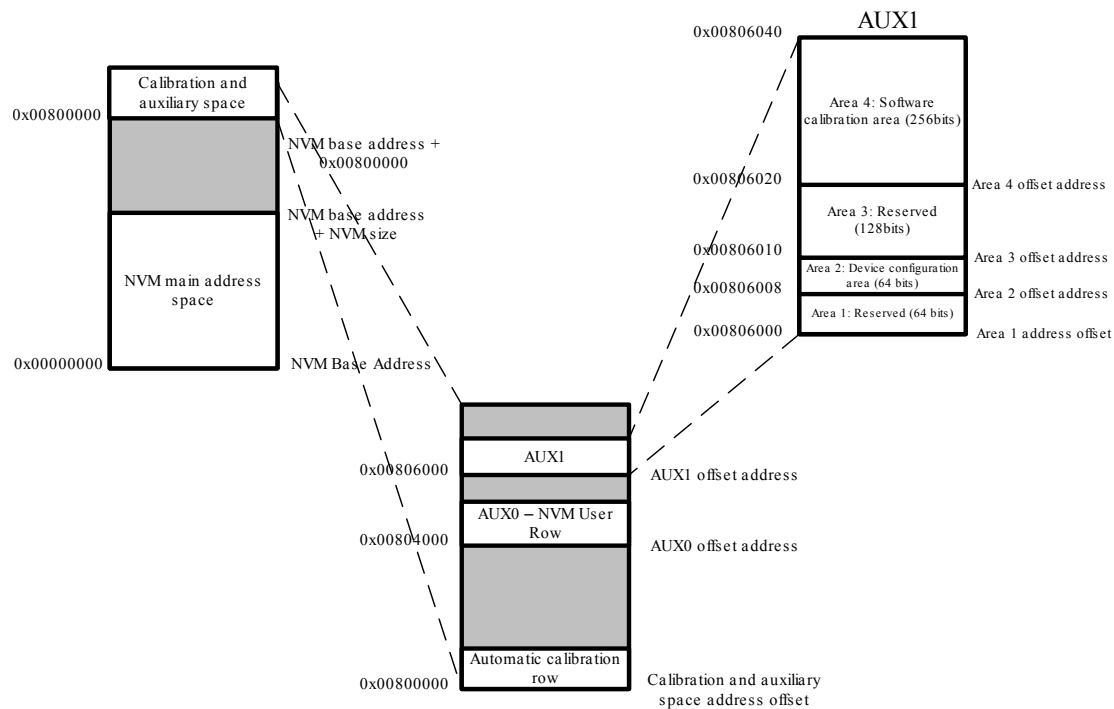 AUX1
0x00806040
Calibration and
auxiliary space
0x00800000
Area 4: Software
calibration area (256bits)
NVM base address +
0x00800000
0x00806020
Area 4 offset address
NVM base address
+ NVM size
Area 3: Reserved
(128bits)
0x00806010
Area 3 offset address
NVM main address
space
Area 2: Device configuration
area (64 bits)
0x00806008
Area 2 offset address
Area 1: Reserved (64 bits)
0x00806000
Area 1 address offset
0x00000000
NVM Base Address
AUX1
0x00806000
AUX1 offset address
AUX0 – NVM User
Row
0x00804000
AUX0 offset address
Automatic calibration
row
0x00800000
Calibration and auxiliary
space address offset